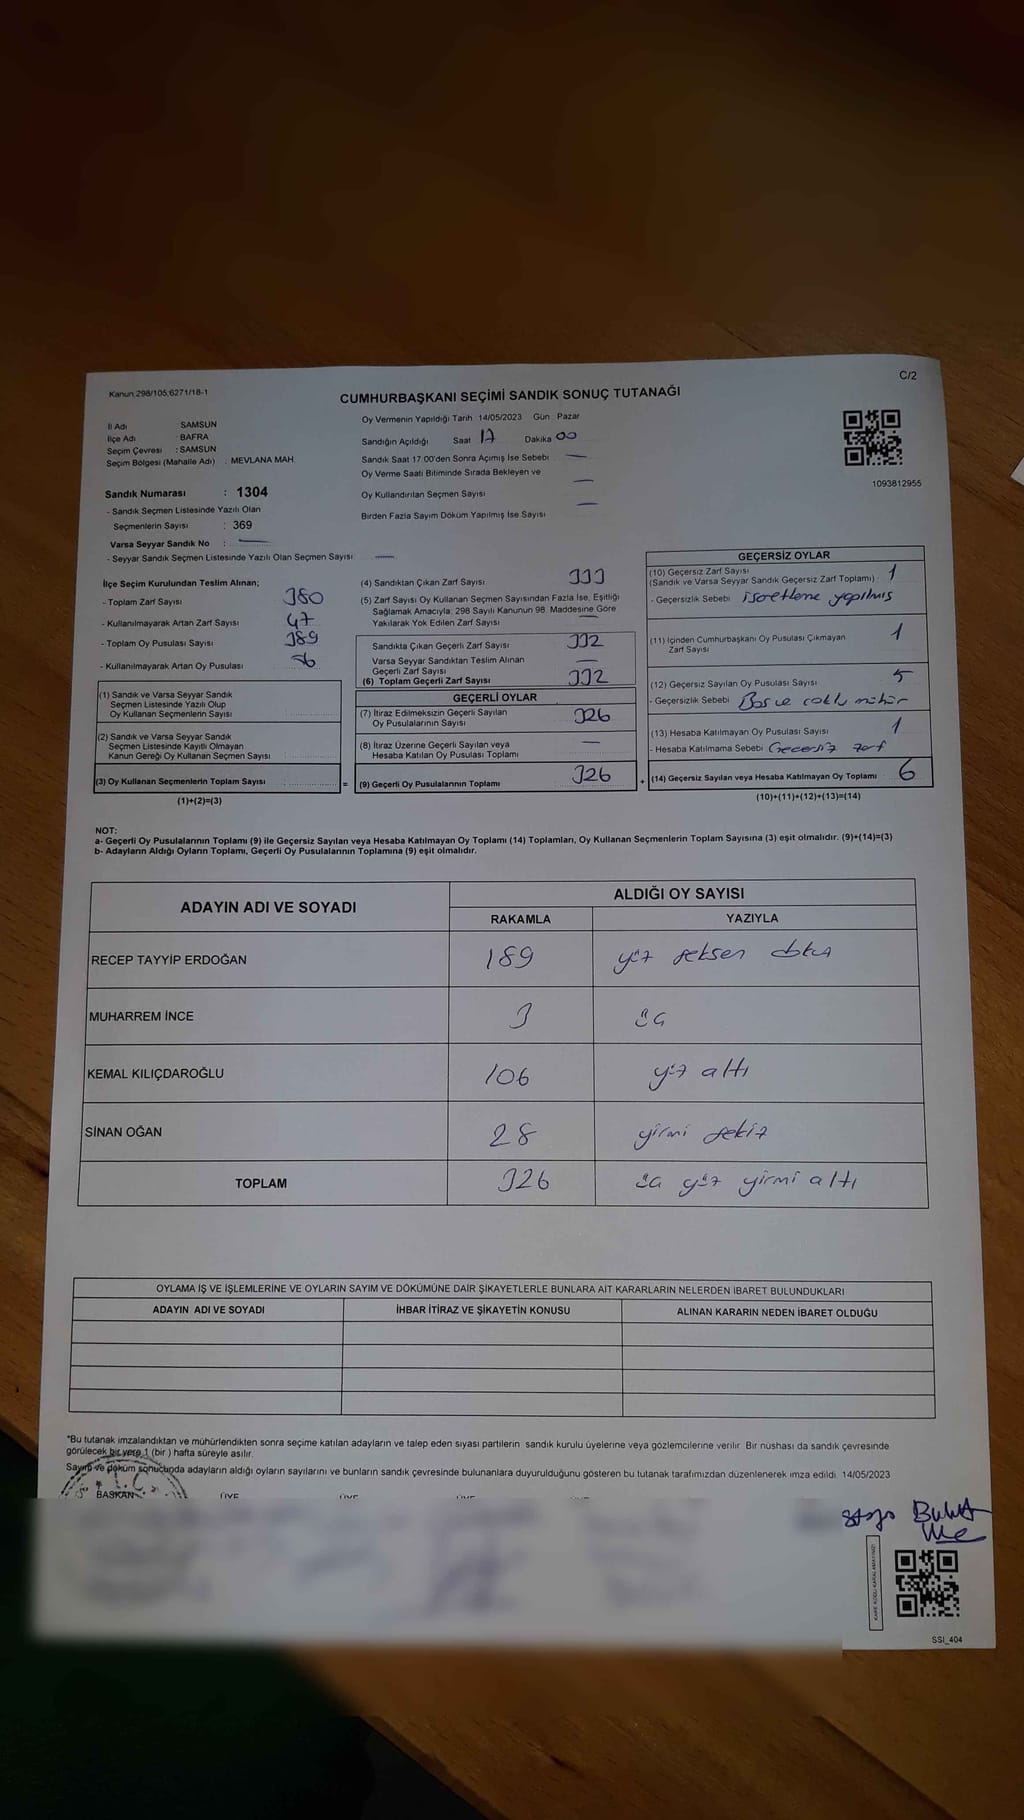 C/2
Kanun:298/105;6271/18-1
CUMHURBAŞKANI SEÇİMİ SANDIK SONUÇ TUTANAĞI
İl Adı SAMSUN
İlçe Adı : BAFRA
Seçim Çevresi : SAMSUN
Seçim Bölgesi (Mahalle Adı) : MEVLANA MAH.
Sandık Numarası : 1304
- Sandık Seçmen Listesinde Yazılı Olan
Seçmenlerin Sayısı : 369
Varsa Seyyar Sandık No : —
- Seyyar Sandık Seçmen Listesinde Yazılı Olan Seçmen Sayısı —
Oy Vermenin Yapıldığı Tarih 14/05/2023 Gün : Pazar
Sandığın Açıldığı Saat 17 Dakika 00
Sandık Saat 17:00'den Sonra Açımış İse Sebebi —
Oy Verme Saati Bitiminde Sırada Bekleyen ve
Oy Kullandırılan Seçmen Sayısı —
Birden Fazla Sayım Döküm Yapılmış İse Sayısı —
1093812955
İlçe Seçim Kurulundan Teslim Alınan;
- Toplam Zarf Sayısı 380
- Kullanılmayarak Artan Zarf Sayısı 47
- Toplam Oy Pusulası Sayısı 389
- Kullanılmayarak Artan Oy Pusulası 56
(1) Sandık ve Varsa Seyyar Sandık
Seçmen Listesinde Yazılı Olup
Oy Kullanan Seçmenlerin Sayısı
(2) Sandık ve Varsa Seyyar Sandık
Seçmen Listesinde Kayıtlı Olmayan
Kanun Gereği Oy Kullanan Seçmen Sayısı
(3) Oy Kullanan Seçmenlerin Toplam Sayısı =
(1)+(2)=(3)
(4) Sandıktan Çıkan Zarf Sayısı 333
(5) Zarf Sayısı Oy Kullanan Seçmen Sayısından Fazla İse, Eşitliği
Sağlamak Amacıyla, 298 Sayılı Kanunun 98. Maddesine Göre
Yakılarak Yok Edilen Zarf Sayısı —
Sandıkta Çıkan Geçerli Zarf Sayısı 332
Varsa Seyyar Sandıktan Teslim Alınan
Geçerli Zarf Sayısı —
(6) Toplam Geçerli Zarf Sayısı 332
GEÇERLİ OYLAR
(7) İtiraz Edilmeksizin Geçerli Sayılan
Oy Pusulalarının Sayısı 326
(8) İtiraz Üzerine Geçerli Sayılan veya
Hesaba Katılan Oy Pusulası Toplamı —
(9) Geçerli Oy Pusulalarının Toplamı 326 +
GEÇERSİZ OYLAR
(10) Geçersiz Zarf Sayısı
(Sandık ve Varsa Seyyar Sandık Geçersiz Zarf Toplamı) : 1
- Geçersizlik Sebebi işaretleme yapılmış
(11) İçinden Cumhurbaşkanı Oy Pusulası Çıkmayan
Zarf Sayısı 1
(12) Geçersiz Sayılan Oy Pusulası Sayısı 5
- Geçersizlik Sebebi Boş ve çoklu mühür
(13) Hesaba Katılmayan Oy Pusulası Sayısı 1
- Hesaba Katılmama Sebebi Geçersiz zarf
(14) Geçersiz Sayılan veya Hesaba Katılmayan Oy Toplamı 6
(10)+(11)+(12)+(13)=(14)
NOT:
a- Geçerli Oy Pusulalarının Toplamı (9) ile Geçersiz Sayılan veya Hesaba Katılmayan Oy Toplamı (14) Toplamları, Oy Kullanan Seçmenlerin Toplam Sayısına (3) eşit olmalıdır. (9)+(14)=(3)
b- Adayların Aldığı Oyların Toplamı, Geçerli Oy Pusulalarının Toplamına (9) eşit olmalıdır.
ADAYIN ADI VE SOYADI ALDIĞI OY SAYISI
RAKAMLA YAZIYLA
RECEP TAYYİP ERDOĞAN 189 yüz seksen dokuz
MUHARREM İNCE 3 üç
KEMAL KILIÇDAROĞLU 106 yüz altı
SİNAN OĞAN 28 yirmi sekiz
TOPLAM 326 üç yüz yirmi altı
OYLAMA İŞ VE İŞLEMLERİNE VE OYLARIN SAYIM VE DÖKÜMÜNE DAİR ŞİKAYETLERLE BUNLARA AİT KARARLARIN NELERDEN İBARET BULUNDUKLARI
ADAYIN ADI VE SOYADI İHBAR İTİRAZ VE ŞİKAYETİN KONUSU ALINAN KARARIN NEDEN İBARET OLDUĞU
*Bu tutanak imzalandıktan ve mühürlendikten sonra seçime katılan adayların ve talep eden siyasi partilerin sandık kurulu üyelerine veya gözlemcilerine verilir. Bir nüshası da sandık çevresinde
görülecek bir yere 1 (bir ) hafta süreyle asılır.
Sayım ve döküm sonucunda adayların aldığı oyların sayılarını ve bunların sandık çevresinde bulunanlara duyurulduğunu gösteren bu tutanak tarafımızdan düzenlenerek imza edildi. 14/05/2023
T.C.
BAŞKAN ÜYE ÜYE ÜYE ÜYE
SSI_404